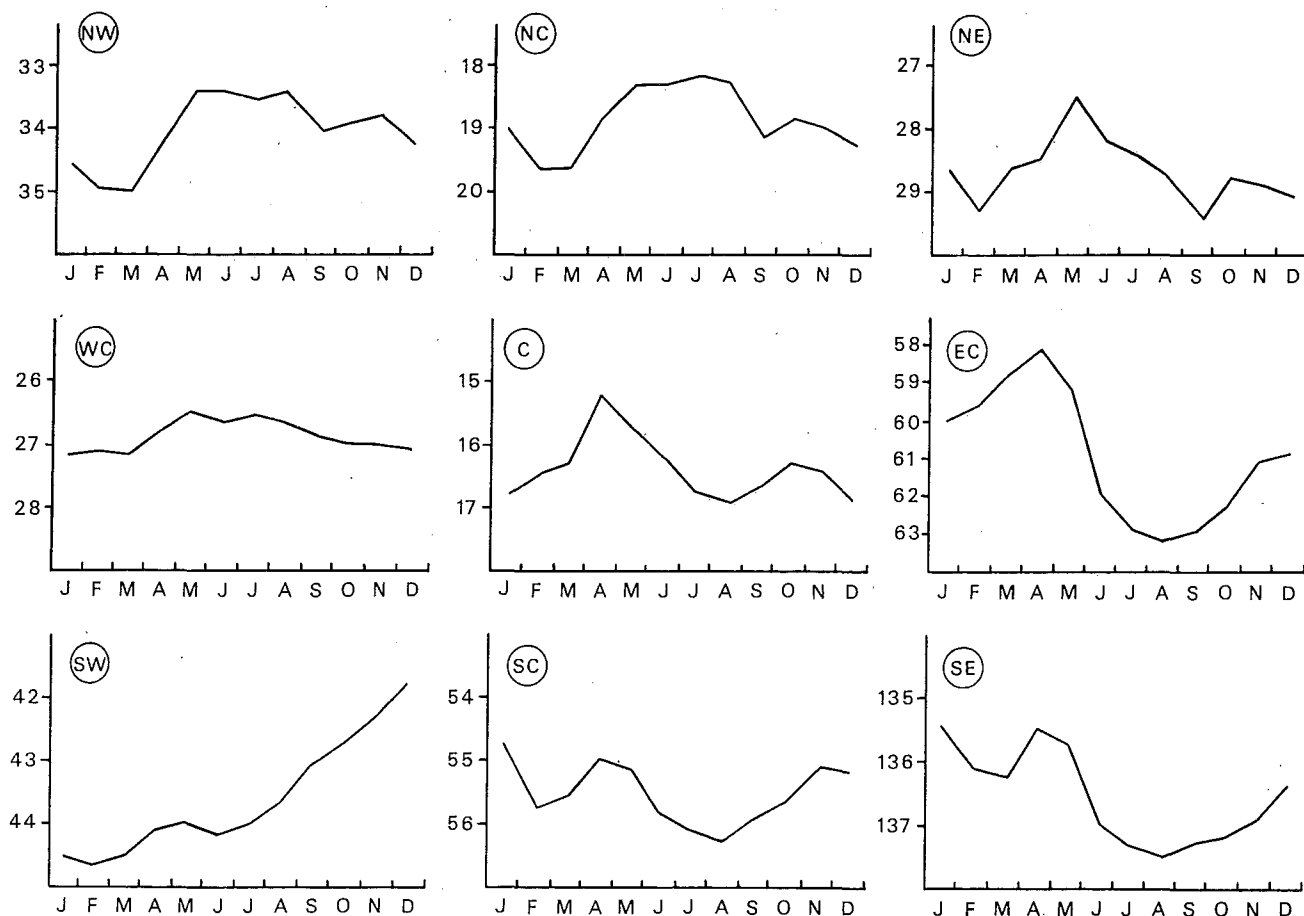 NW
33
34
35
J F M A M J J A S O N D
NC
18
19
20
J F M A M J J A S O N D
NE
27
28
29
J F M A M J J A S O N D
WC
26
27
28
J F M A M J J A S O N D
C
15
16
17
J F M A M J J A S O N D
EC
58
59
60
61
62
63
J F M A M J J A S O N D
SW
42
43
44
J F M A M J J A S O N D
SC
54
55
56
J F M A M J J A S O N D
SE
135
136
137
J F M A M J J A S O N D